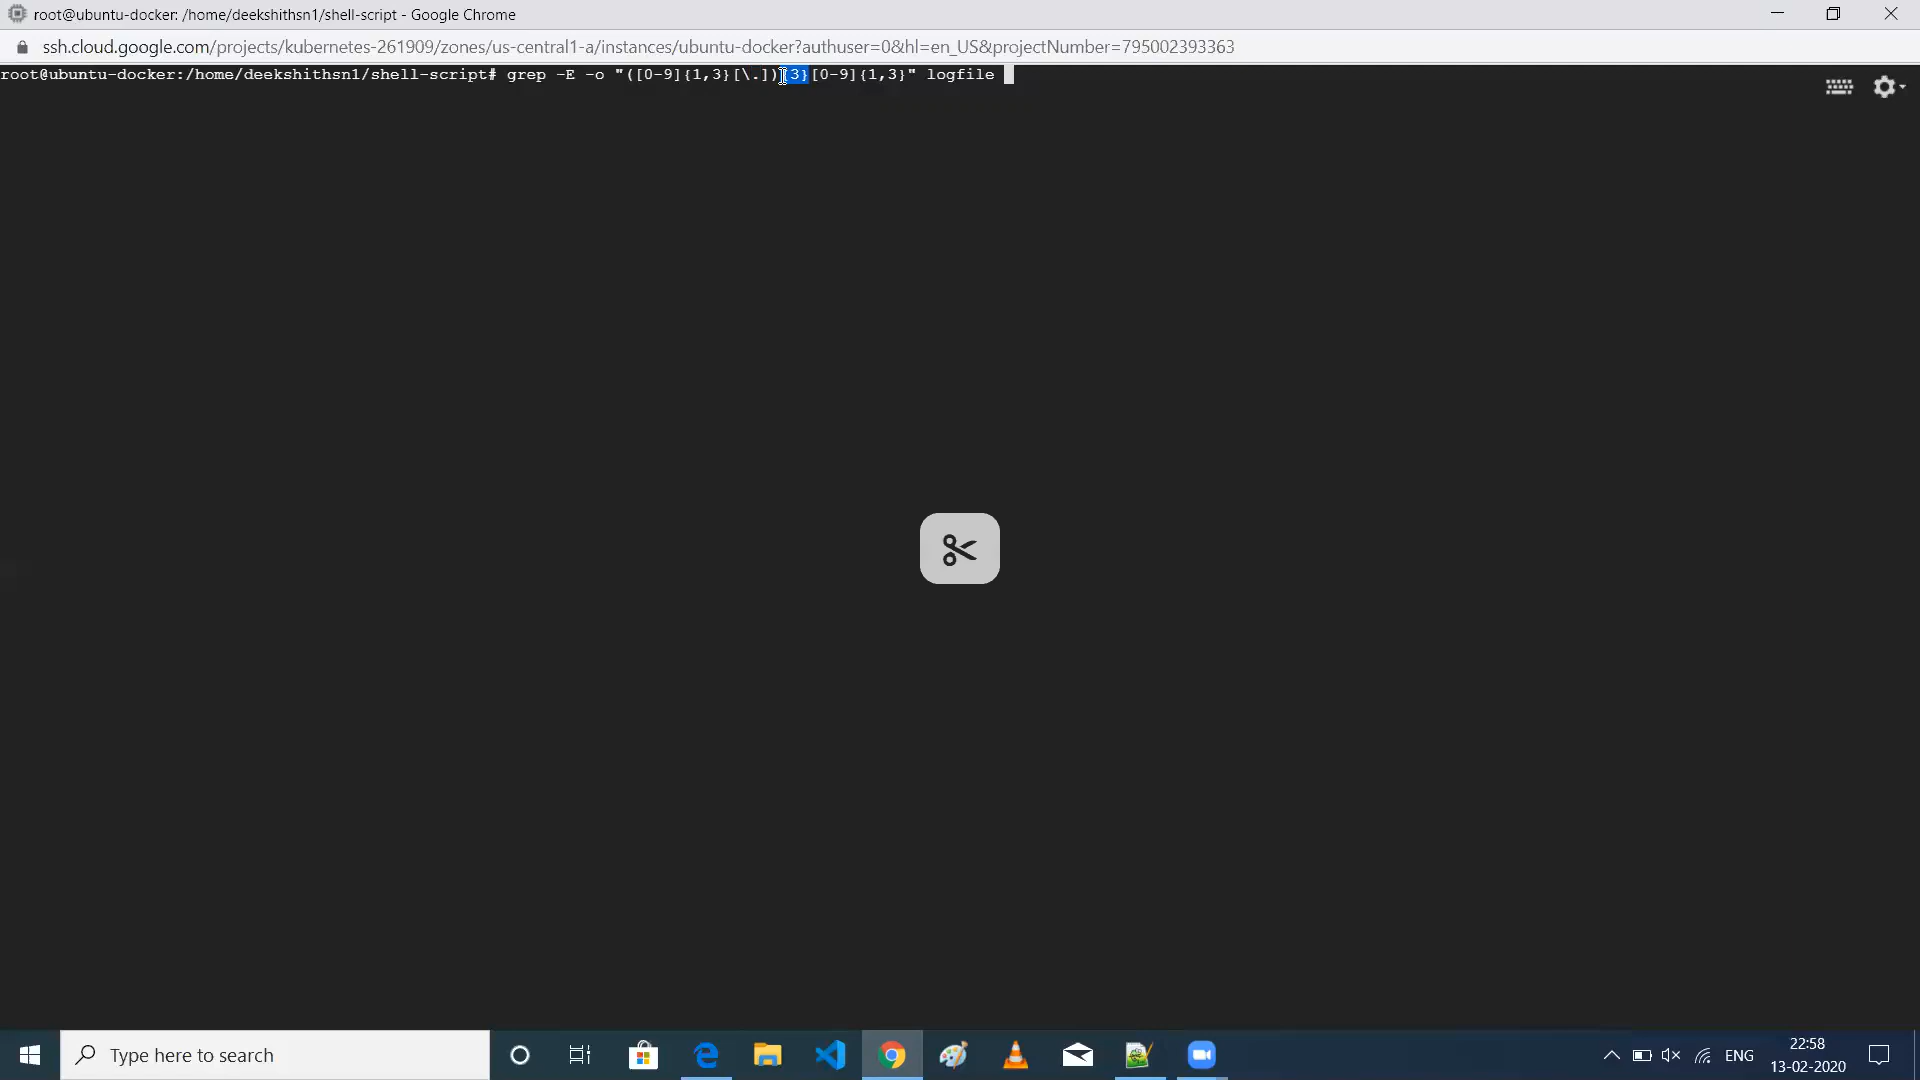 root@ubuntu-docker: /home/deekshithsn1/shell-script - Google Chrome
ssh.cloud.google.com/projects/kubernetes-261909/zones/us-central1-a/instances/ubuntu-docker?authuser=0&hl=en_US&projectNumber=795002393363
root@ubuntu-docker:/home/deekshithsn1/shell-script# grep -E -o "([0-9]{1,3}[\.]){3}[0-9]{1,3}" logfile
Type here to search
ENG
22:58
13-02-2020